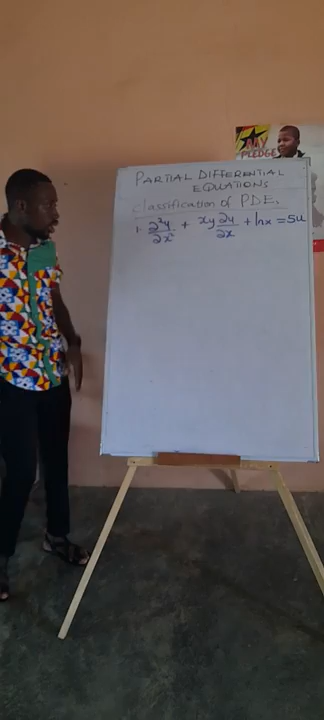 MY
PLEDGE
PARTIAL DIFFERENTIAL
EQUATIONS
Classification of PDE.
1. ∂²u/∂x² + xy ∂u/∂x + lnx = 5u